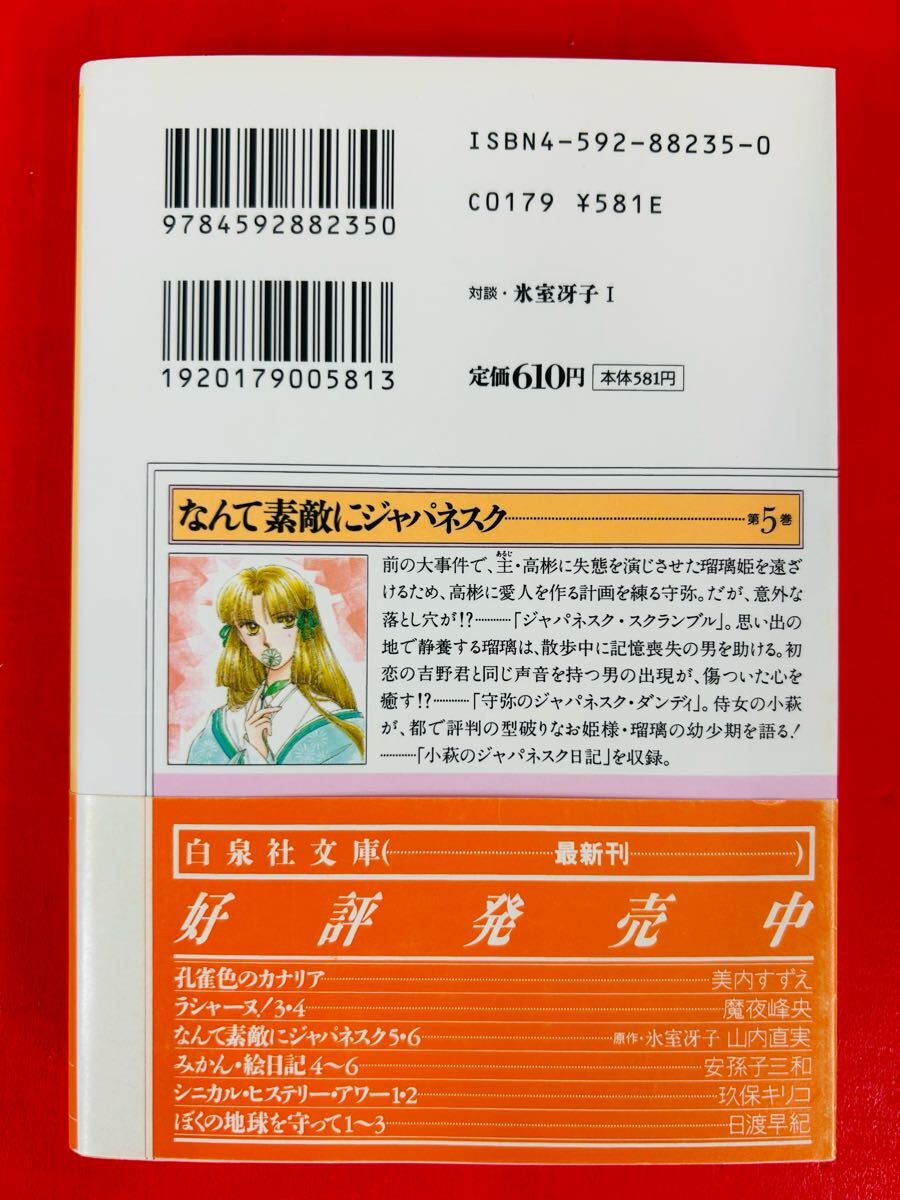 ISBN4-592-88235-0
9784592882350
C0179 ¥581E
対談・氷室冴子 I
1920179005813
定価610円 本体581円
なんて素敵にジャパネスク…………第5巻
前の大事件で、主・高彬に失態を演じさせた瑠璃姫を遠ざ
あるじ
けるため、高彬に愛人を作る計画を練る守弥。だが、意外な
落とし穴が!?………「ジャパネスク・スクランブル」。思い出の
地で静養する瑠璃は、散歩中に記憶喪失の男を助ける。初
恋の吉野君と同じ声音を持つ男の出現が、傷ついた心を
癒す!?………「守弥のジャパネスク・ダンディ」。侍女の小萩
が、都で評判の型破りなお姫様・瑠璃の幼少期を語る!
………「小萩のジャパネスク日記」を収録。
白泉社文庫(…………最新刊…………)
好評発売中
孔雀色のカナリア…………美内すずえ
ラシャーヌ!3・4…………魔夜峰央
なんて素敵にジャパネスク5・6…………原作・氷室冴子 山内直実
みかん・絵日記4〜6…………安孫子三和
シニカル・ヒステリー・アワー1・2…………玖保キリコ
ぼくの地球を守って1〜3…………日渡早紀